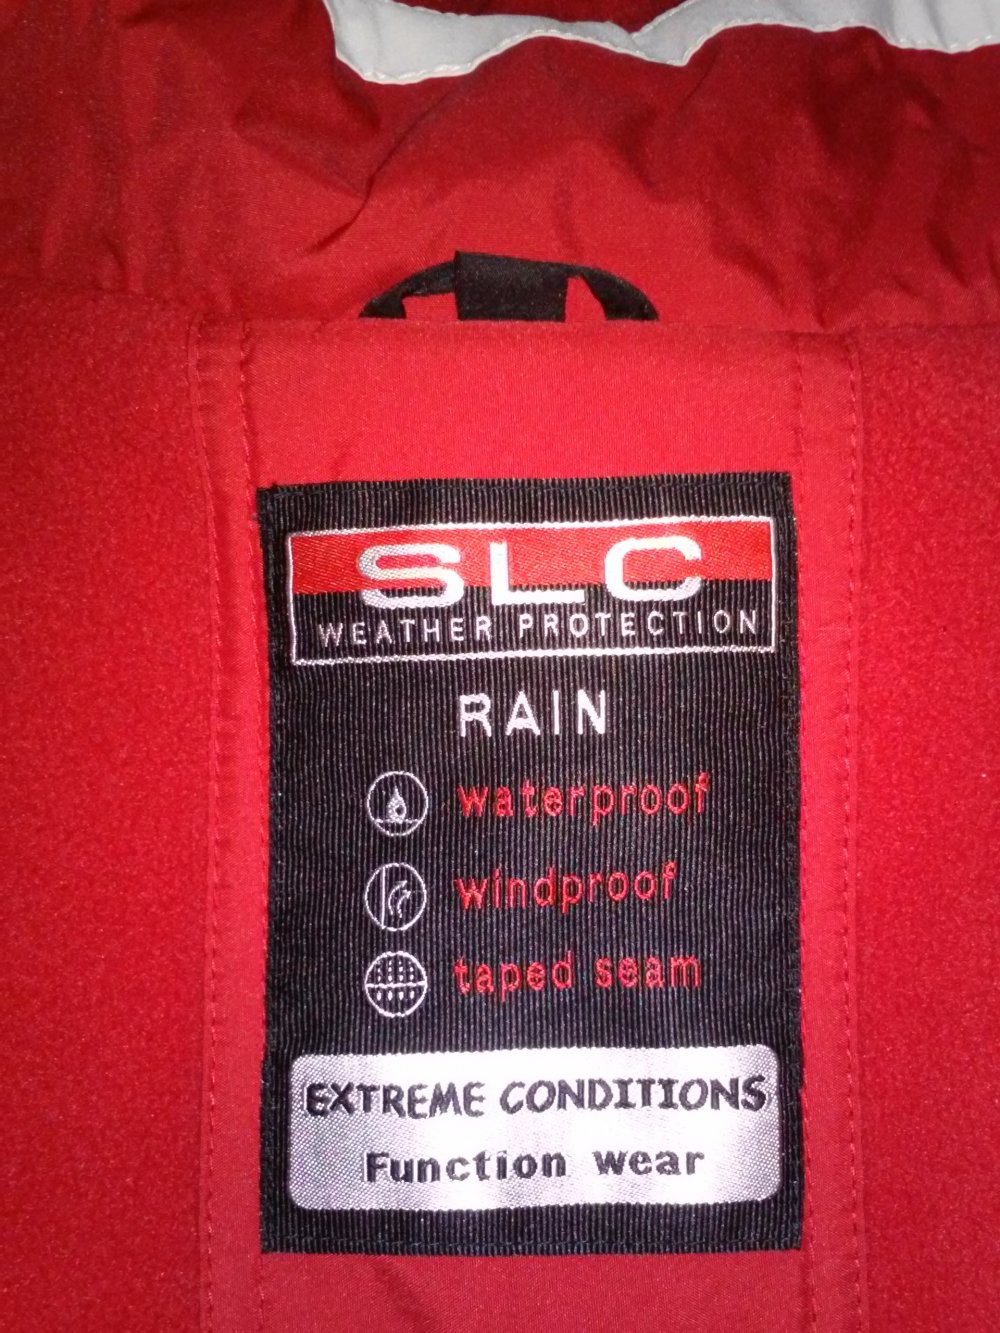 SLC
WEATHER PROTECTION
RAIN
waterproof
windproof
taped seam
EXTREME CONDITIONS
Function wear